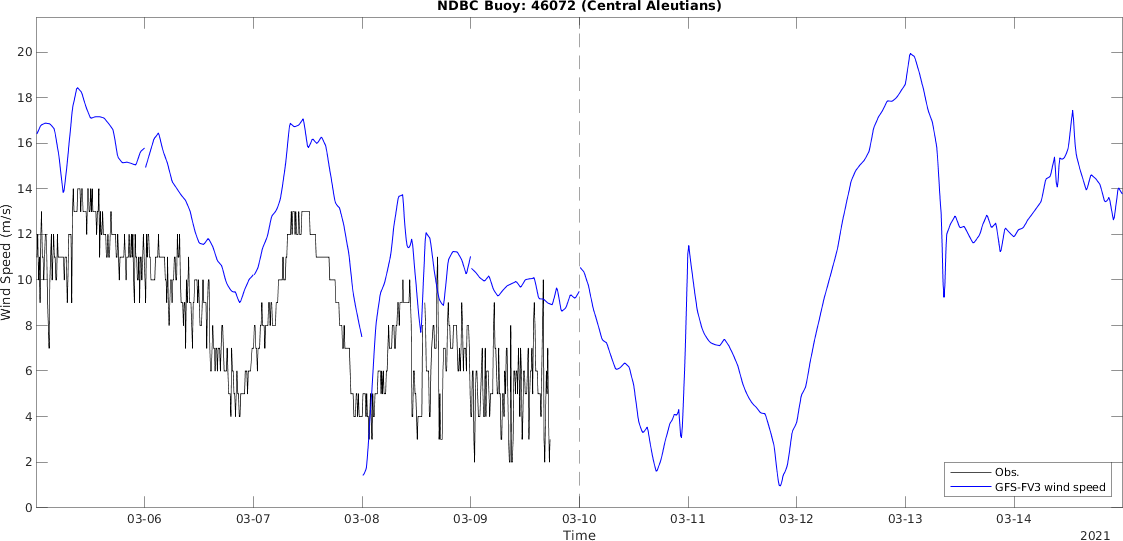 NDBC Buoy: 46072 (Central Aleutians)
20
18
16
14
12
10
8
6
4
2
0
Wind Speed (m/s)
Obs.
GFS-FV3 wind speed
03-06 03-07 03-08 03-09 03-10 03-11 03-12 03-13 03-14
Time
2021